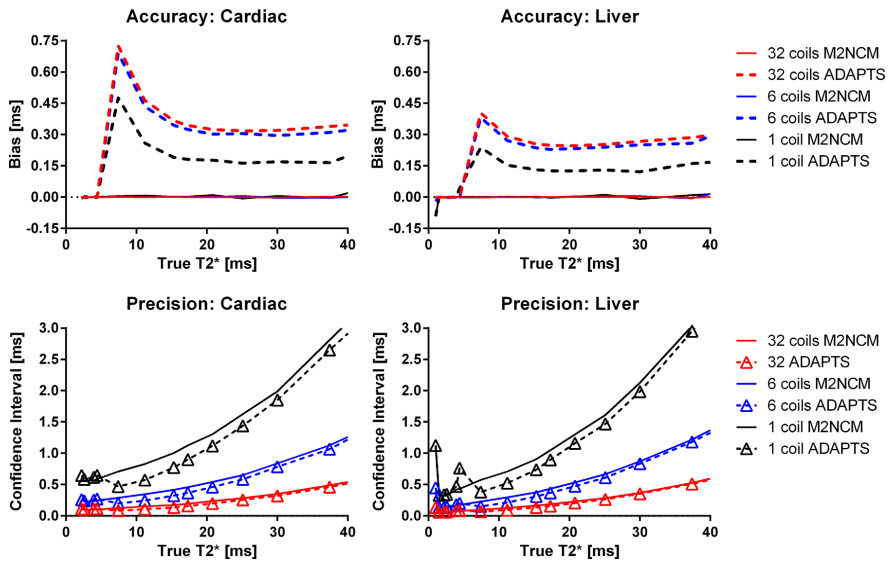 Accuracy: Cardiac
Accuracy: Liver
Bias [ms]
0.75
0.60
0.45
0.30
0.15
0.00
-0.15
0
10
20
30
40
True T2* [ms]
Bias [ms]
0.75
0.60
0.45
0.30
0.15
0.00
-0.15
0
10
20
30
40
True T2* [ms]
32 coils M2NCM
32 coils ADAPTS
6 coils M2NCM
6 coils ADAPTS
1 coil M2NCM
1 coil ADAPTS
Precision: Cardiac
Precision: Liver
Confidence Interval [ms]
3.0
2.5
2.0
1.5
1.0
0.5
0.0
0
10
20
30
40
True T2* [ms]
Confidence Interval [ms]
3.0
2.5
2.0
1.5
1.0
0.5
0.0
0
10
20
30
40
True T2* [ms]
32 coils M2NCM
32 ADAPTS
6 coils M2NCM
6 coils ADAPTS
1 coil M2NCM
1 coil ADAPTS